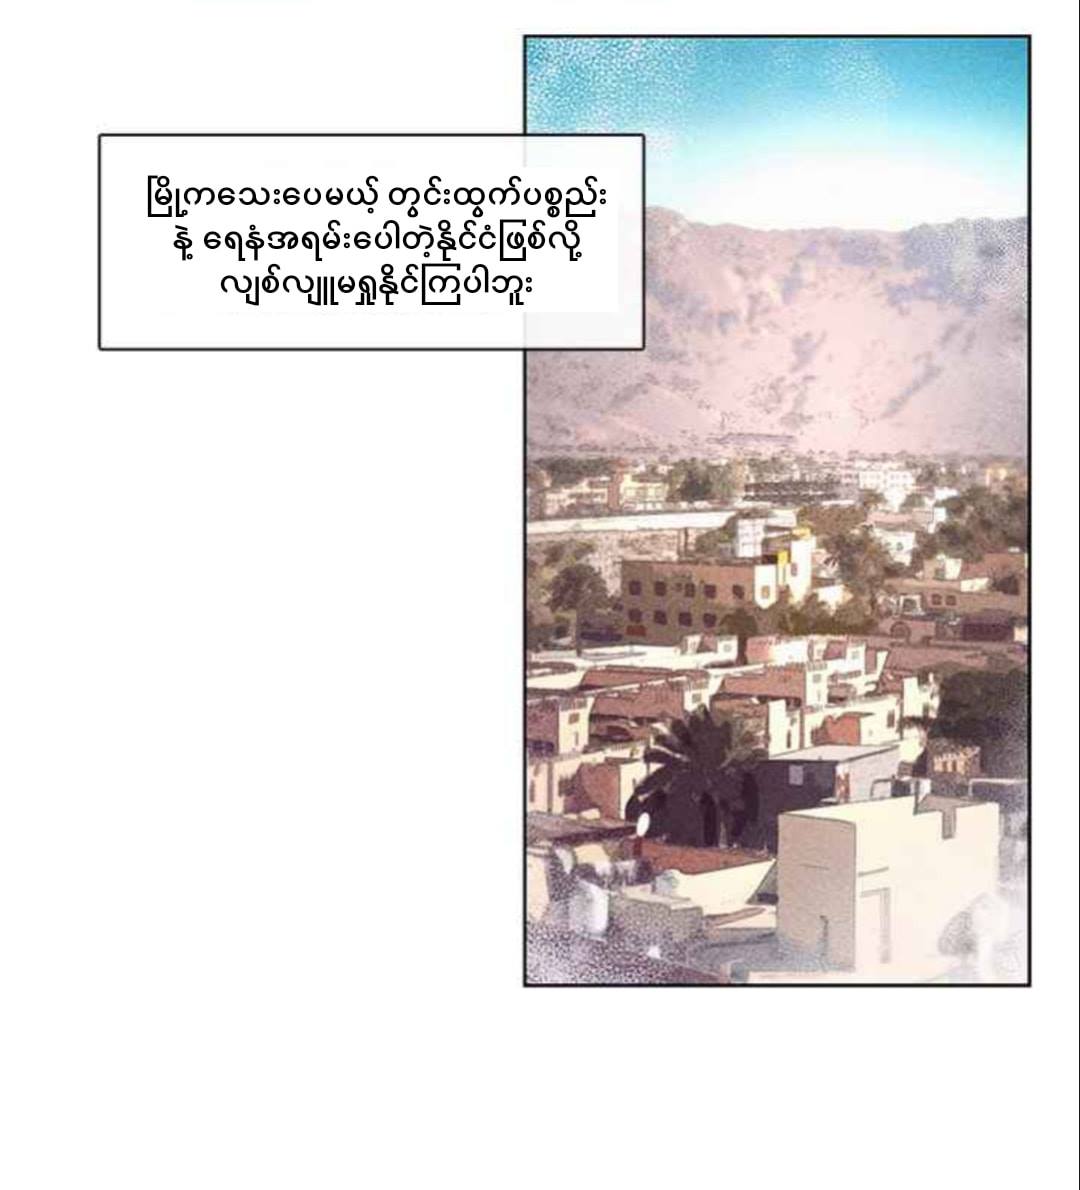 မြို့ကသေးပေမယ့် တွင်းထွက်ပစ္စည်း
နဲ့ ရေနံအရမ်းပေါတဲ့နိုင်ငံဖြစ်လို့
လျစ်လျူမရှုနိုင်ကြပါဘူး